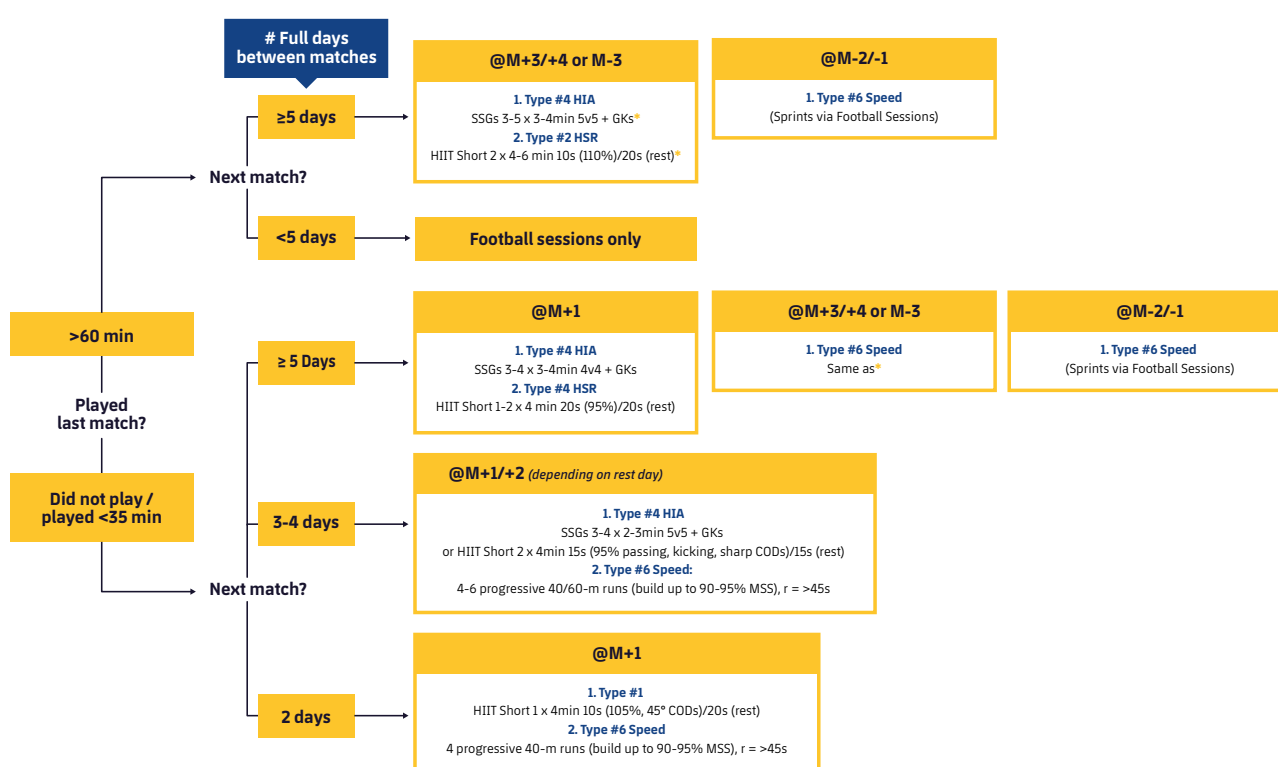 # Full days
between matches
≥5 days
@M+3/+4 or M-3
1. Type #4 HIA
SSGs 3-5 x 3-4min 5v5 + GKs*
2. Type #2 HSR
HIIT Short 2 x 4-6 min 10s (110%)/20s (rest)*
@M-2/-1
1. Type #6 Speed
(Sprints via Football Sessions)
Next match?
<5 days
Football sessions only
>60 min
Played
last match?
Did not play /
played <35 min
Next match?
≥ 5 Days
@M+1
1. Type #4 HIA
SSGs 3-4 x 3-4min 4v4 + GKs
2. Type #4 HSR
HIIT Short 1-2 x 4 min 20s (95%)/20s (rest)
@M+3/+4 or M-3
1. Type #6 Speed
Same as*
@M-2/-1
1. Type #6 Speed
(Sprints via Football Sessions)
3-4 days
@M+1/+2 (depending on rest day)
1. Type #4 HIA
SSGs 3-4 x 2-3min 5v5 + GKs
or HIIT Short 2 x 4min 15s (95% passing, kicking, sharp CODs)/15s (rest)
2. Type #6 Speed:
4-6 progressive 40/60-m runs (build up to 90-95% MSS), r = >45s
2 days
@M+1
1. Type #1
HIIT Short 1 x 4min 10s (105%, 45° CODs)/20s (rest)
2. Type #6 Speed
4 progressive 40-m runs (build up to 90-95% MSS), r = >45s